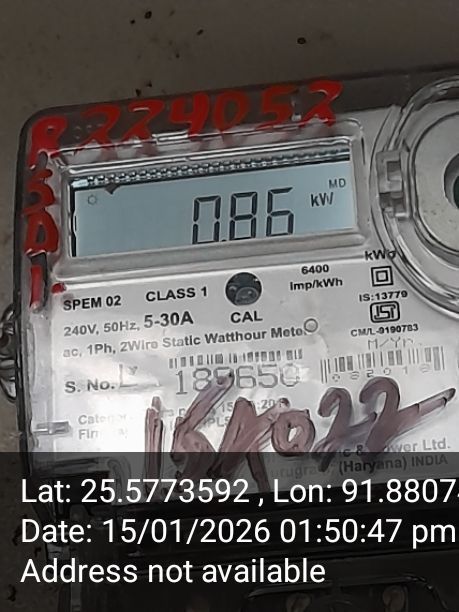 R224052
S
D
MD
0.86 kW
kWh
6400
imp/kWh
IS:13779
SPEM 02 CLASS 1
CAL
240V, 50Hz, 5-30A
CM/L-9190783
ac, 1Ph, 2Wire Static Watthour Meter
M/Yr.
S. No.
(Haryana) INDIA
Lat: 25.5773592 , Lon: 91.8807
Date: 15/01/2026 01:50:47 pm
Address not available